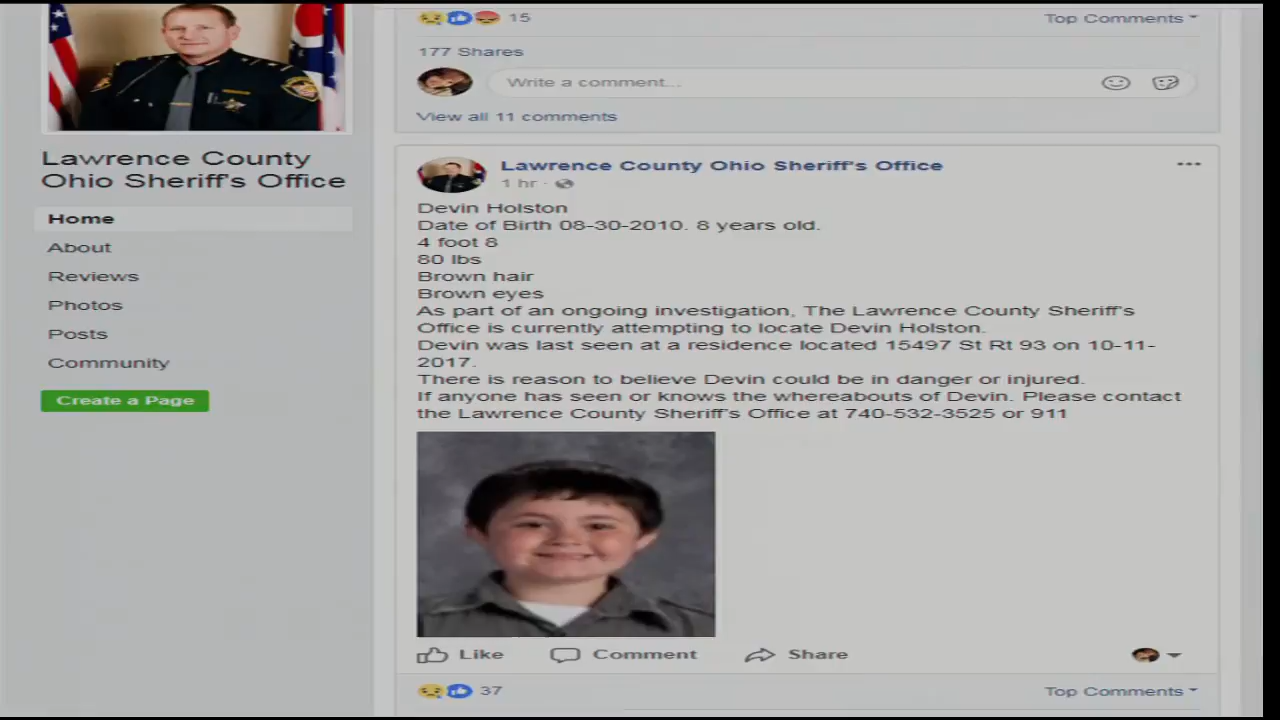 15
Top Comments
177 Shares
Write a comment...
View all 11 comments
Lawrence County
Ohio Sheriff's Office
Home
About
Reviews
Photos
Posts
Community
Create a Page
Lawrence County Ohio Sheriff's Office
1 hr ·
Devin Holston
Date of Birth 08-30-2010. 8 years old.
4 foot 8
80 lbs
Brown hair
Brown eyes
As part of an ongoing investigation, The Lawrence County Sheriff's
Office is currently attempting to locate Devin Holston.
Devin was last seen at a residence located 15497 St Rt 93 on 10-11-
2017.
There is reason to believe Devin could be in danger or injured.
If anyone has seen or knows the whereabouts of Devin. Please contact
the Lawrence County Sheriff's Office at 740-532-3525 or 911
Like
Comment
Share
37
Top Comments